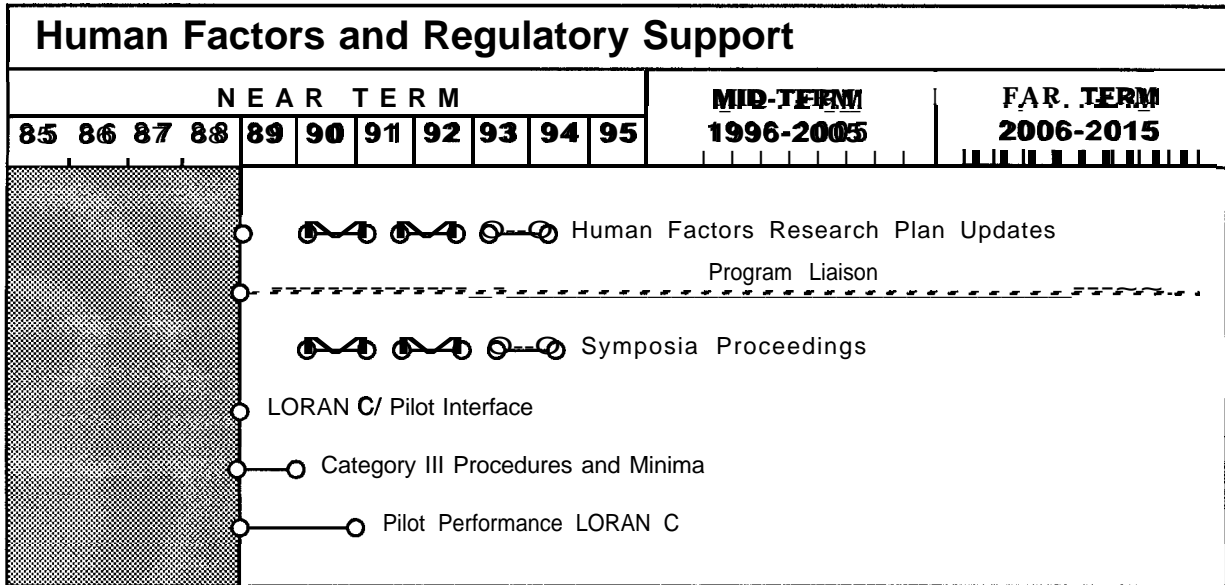 Human Factors and Regulatory Support
NEAR TERM
MID-TERM
FAR TERM
85 86 87 88 89 90 91 92 93 94 95
1996-2005
2006-2015
Human Factors Research Plan Updates
Program Liaison
Symposia Proceedings
LORAN C/ Pilot Interface
Category III Procedures and Minima
Pilot Performance LORAN C